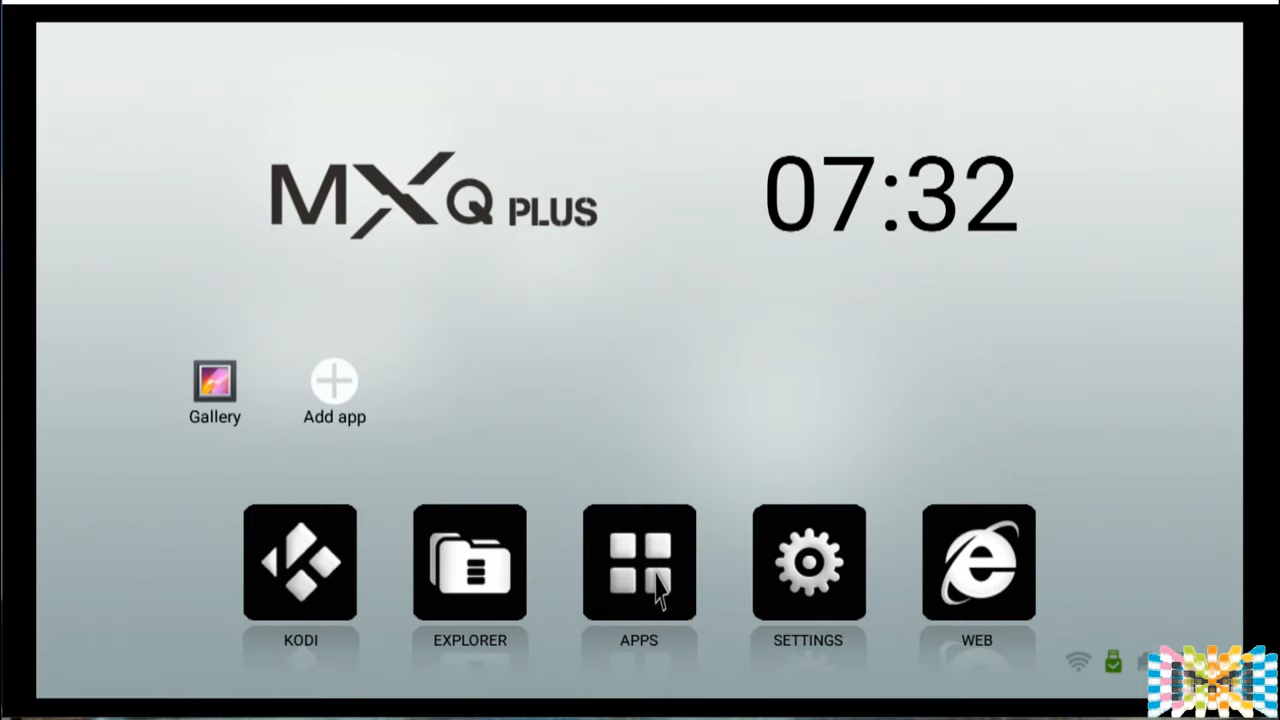 MXQ PLUS
07:32
Gallery
Add app
KODI
EXPLORER
APPS
SETTINGS
WEB